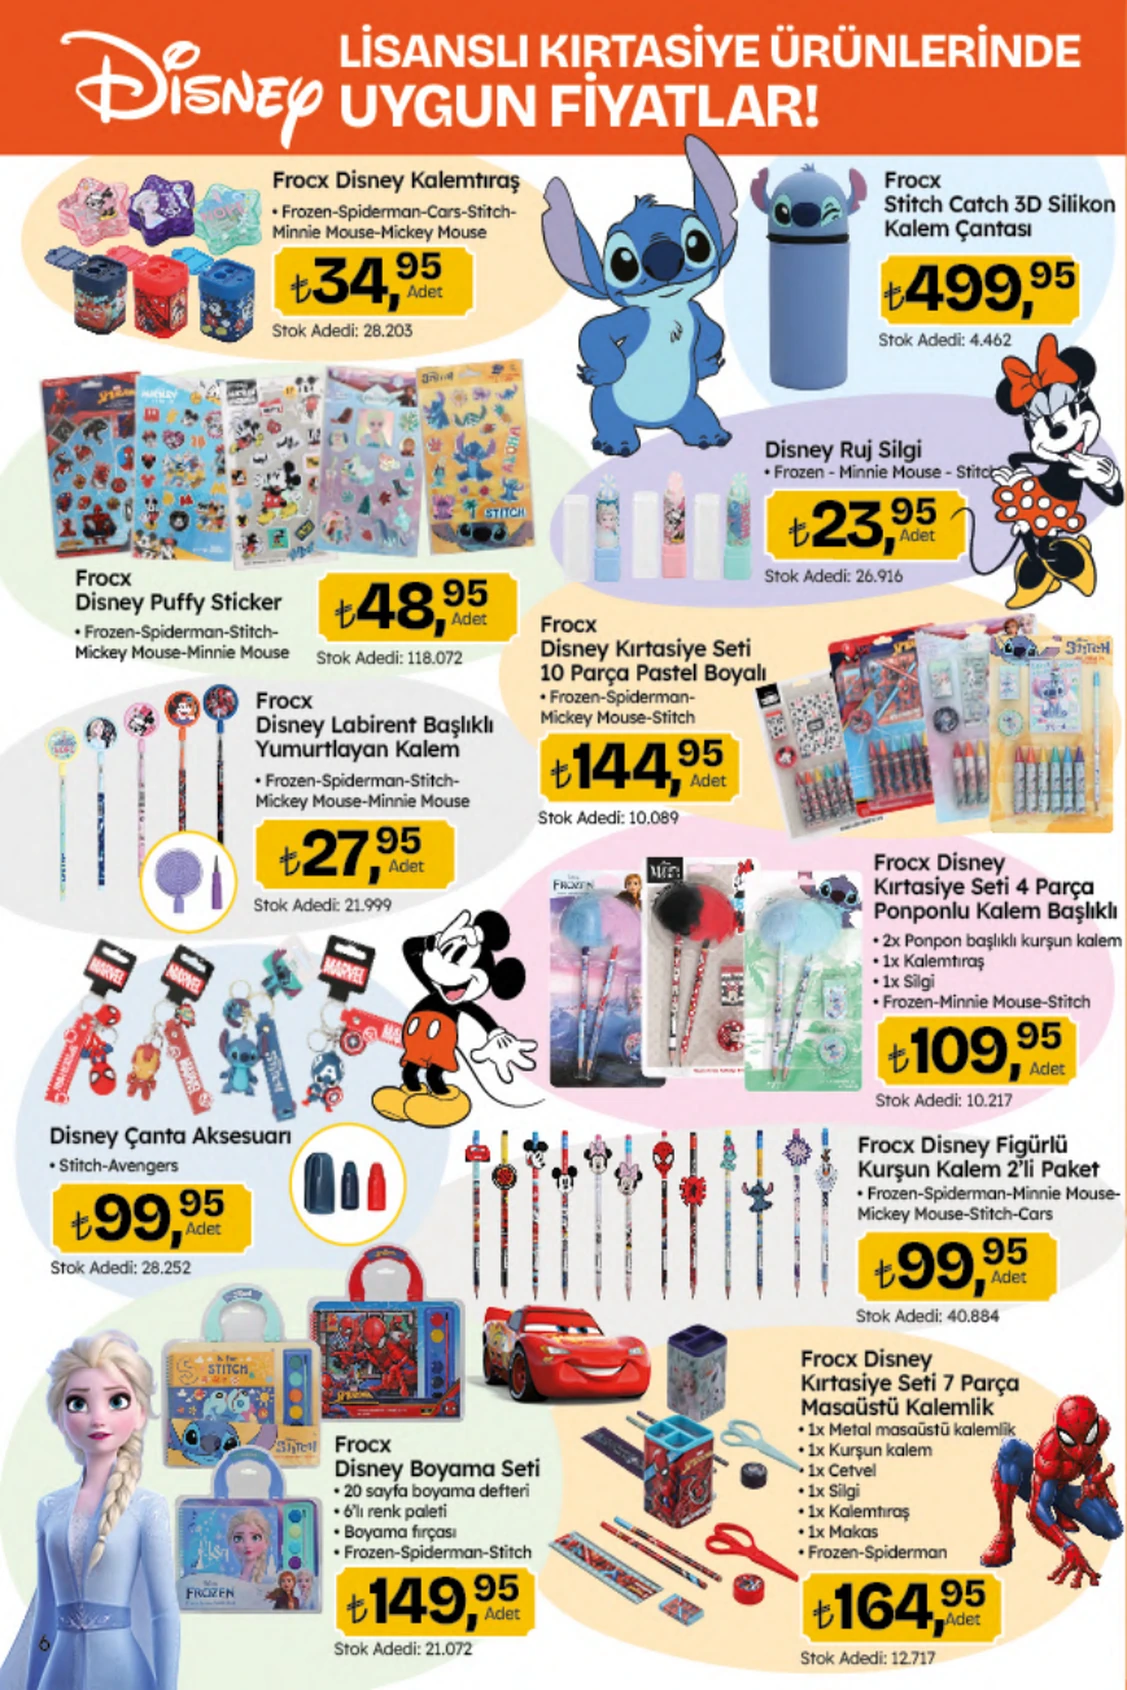 DISNEY
LİSANSLI KIRTASİYE ÜRÜNLERİNDE
UYGUN FİYATLAR!
Frocx Disney Kalemtıraş
• Frozen-Spiderman-Cars-Stitch-
Minnie Mouse-Mickey Mouse
₺34,95
Adet
Stok Adedi: 28.203
Frocx
Stitch Catch 3D Silikon
Kalem Çantası
₺499,95
Stok Adedi: 4.462
STITCH
Frocx
Disney Puffy Sticker
• Frozen-Spiderman-Stitch-
Mickey Mouse-Minnie Mouse
₺48,95
Adet
Stok Adedi: 118.072
Disney Ruj Silgi
• Frozen - Minnie Mouse - Stitch
₺23,95
Adet
Stok Adedi: 26.916
Frocx
Disney Kırtasiye Seti
10 Parça Pastel Boyalı
• Frozen-Spiderman-
Mickey Mouse-Stitch
₺144,95
Adet
Stok Adedi: 10.089
STITCH
Frocx
Disney Labirent Başlıklı
Yumurtlayan Kalem
• Frozen-Spiderman-Stitch-
Mickey Mouse-Minnie Mouse
₺27,95
Adet
Stok Adedi: 21.999
FROZEN
Frocx Disney
Kırtasiye Seti 4 Parça
Ponponlu Kalem Başlıklı
• 2x Ponpon başlıklı kurşun kalem
• 1x Kalemtıraş
• 1x Silgi
• Frozen-Minnie Mouse-Stitch
₺109,95
Adet
Stok Adedi: 10.217
MARVEL
MARVEL
MARVEL
Stitch
Disney Çanta Aksesuarı
• Stitch-Avengers
₺99,95
Adet
Stok Adedi: 28.252
Frocx Disney Figürlü
Kurşun Kalem 2'li Paket
• Frozen-Spiderman-Minnie Mouse-
Mickey Mouse-Stitch-Cars
₺99,95
Adet
Stok Adedi: 40.884
STITCH
Stitch
FROZEN
Frocx
Disney Boyama Seti
• 20 sayfa boyama defteri
• 6'lı renk paleti
• Boyama fırçası
• Frozen-Spiderman-Stitch
₺149,95
Adet
Stok Adedi: 21.072
Frocx Disney
Kırtasiye Seti 7 Parça
Masaüstü Kalemlik
• 1x Metal masaüstü kalemlik
• 1x Kurşun kalem
• 1x Cetvel
• 1x Silgi
• 1x Kalemtıraş
• 1x Makas
• Frozen-Spiderman
₺164,95
Adet
Stok Adedi: 12.717
6